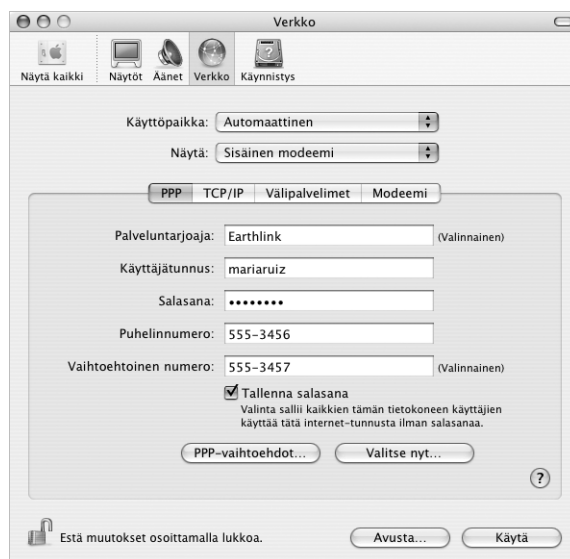 Verkko
Näytä kaikki Näytöt Äänet Verkko Käynnistys
Käyttöpaikka: Automaattinen
Näytä: Sisäinen modeemi
PPP TCP/IP Välipalvelimet Modeemi
Palveluntarjoaja: Earthlink (Valinnainen)
Käyttäjätunnus: mariaruiz
Salasana: ••••••••
Puhelinnumero: 555-3456
Vaihtoehtoinen numero: 555-3457 (Valinnainen)
Tallenna salasana
Valinta sallii kaikkien tämän tietokoneen käyttäjien
käyttää tätä internet-tunnusta ilman salasanaa.
PPP-vaihtoehdot... Valitse nyt...
?
Estä muutokset osoittamalla lukkoa. Avusta... Käytä